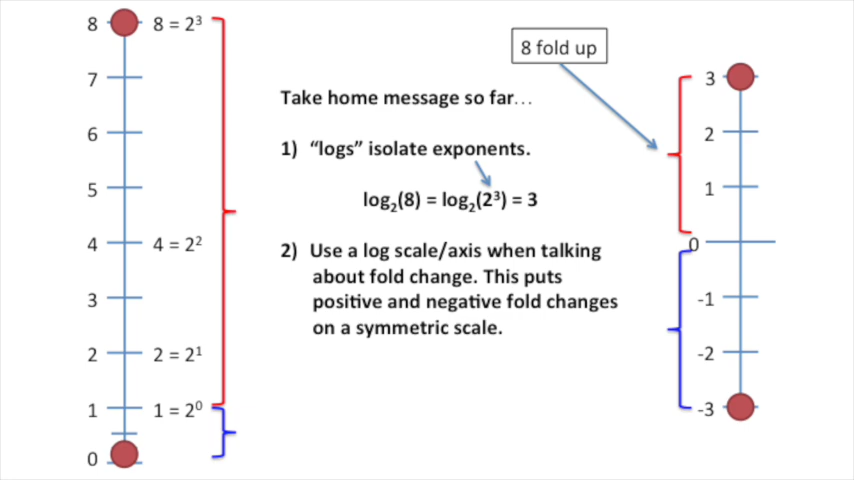 8
8 = 2³
7
6
5
4
4 = 2²
3
2
2 = 2¹
1
1 = 2⁰
0
Take home message so far…
1) “logs” isolate exponents.
log₂(8) = log₂(2³) = 3
2) Use a log scale/axis when talking
about fold change. This puts
positive and negative fold changes
on a symmetric scale.
8 fold up
3
2
1
0
-1
-2
-3